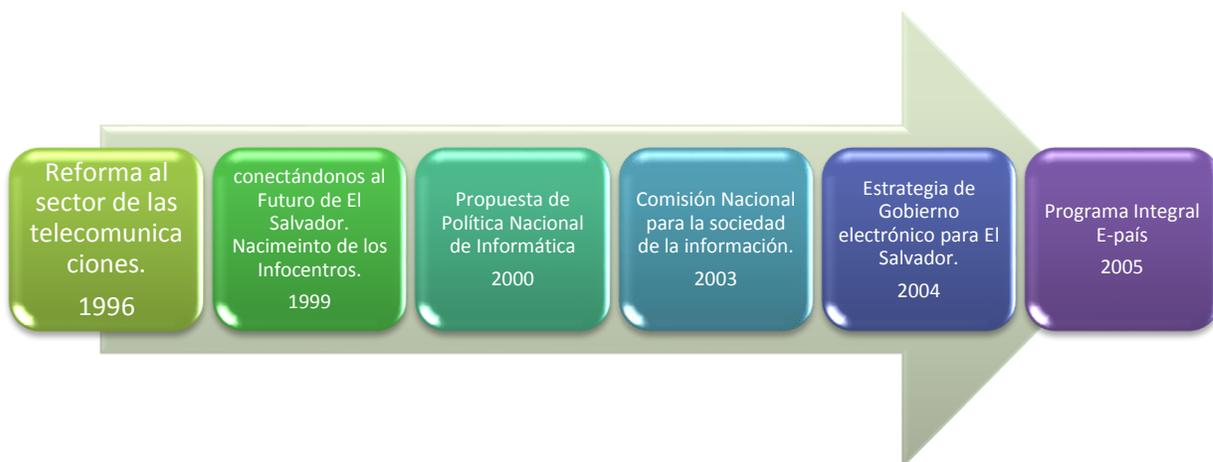 Reforma al
sector de las
telecomunica
ciones.
1996
conectándonos al
Futuro de El
Salvador.
Nacimeinto de los
Infocentros.
1999
Propuesta de
Política Nacional
de Informática
2000
Comisión Nacional
para la sociedad
de la información.
2003
Estrategia de
Gobierno
electrónico para El
Salvador.
2004
Programa Integral
E-país
2005